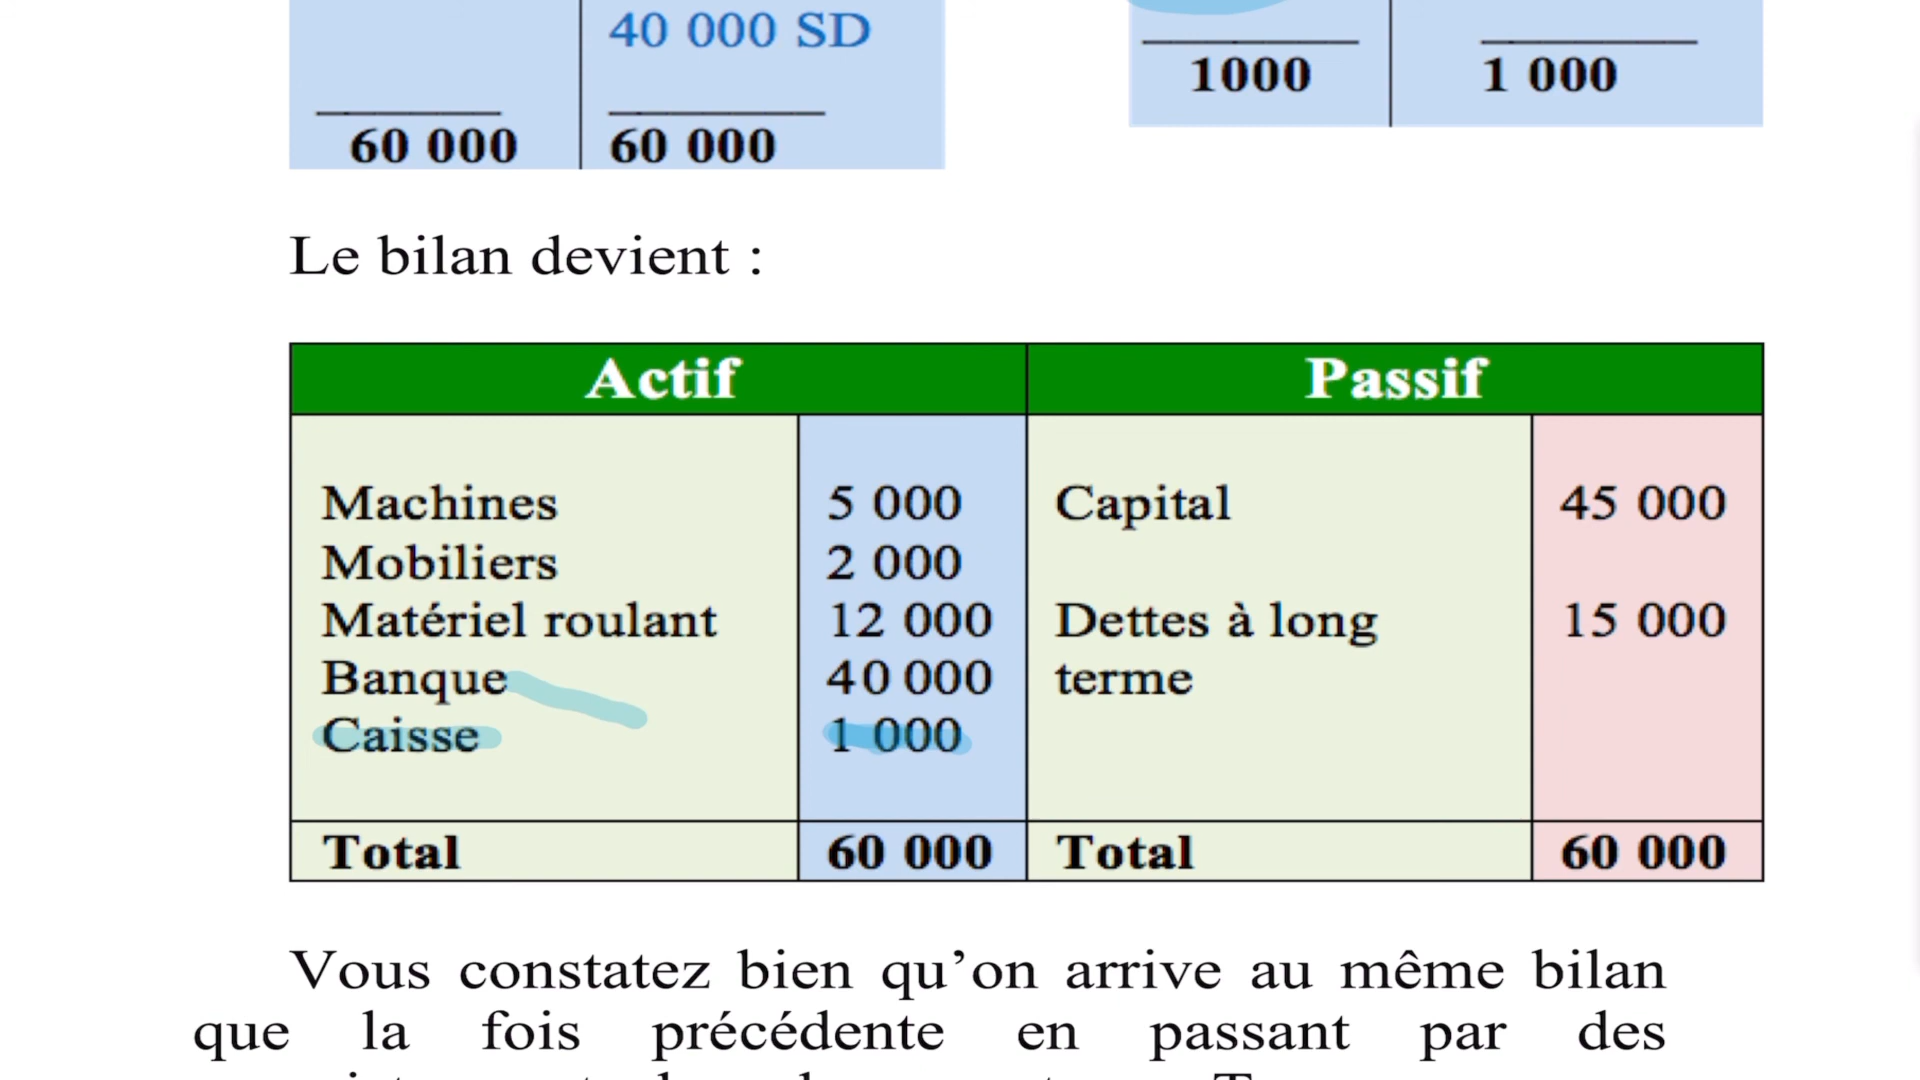 40 000 SD
60 000 60 000
1000 1 000
Le bilan devient :
Actif Passif
Machines 5 000 Capital 45 000
Mobiliers 2 000
Matériel roulant 12 000 Dettes à long 15 000
Banque 40 000 terme
Caisse 1 000
Total 60 000 Total 60 000
Vous constatez bien qu’on arrive au même bilan
que la fois précédente en passant par des